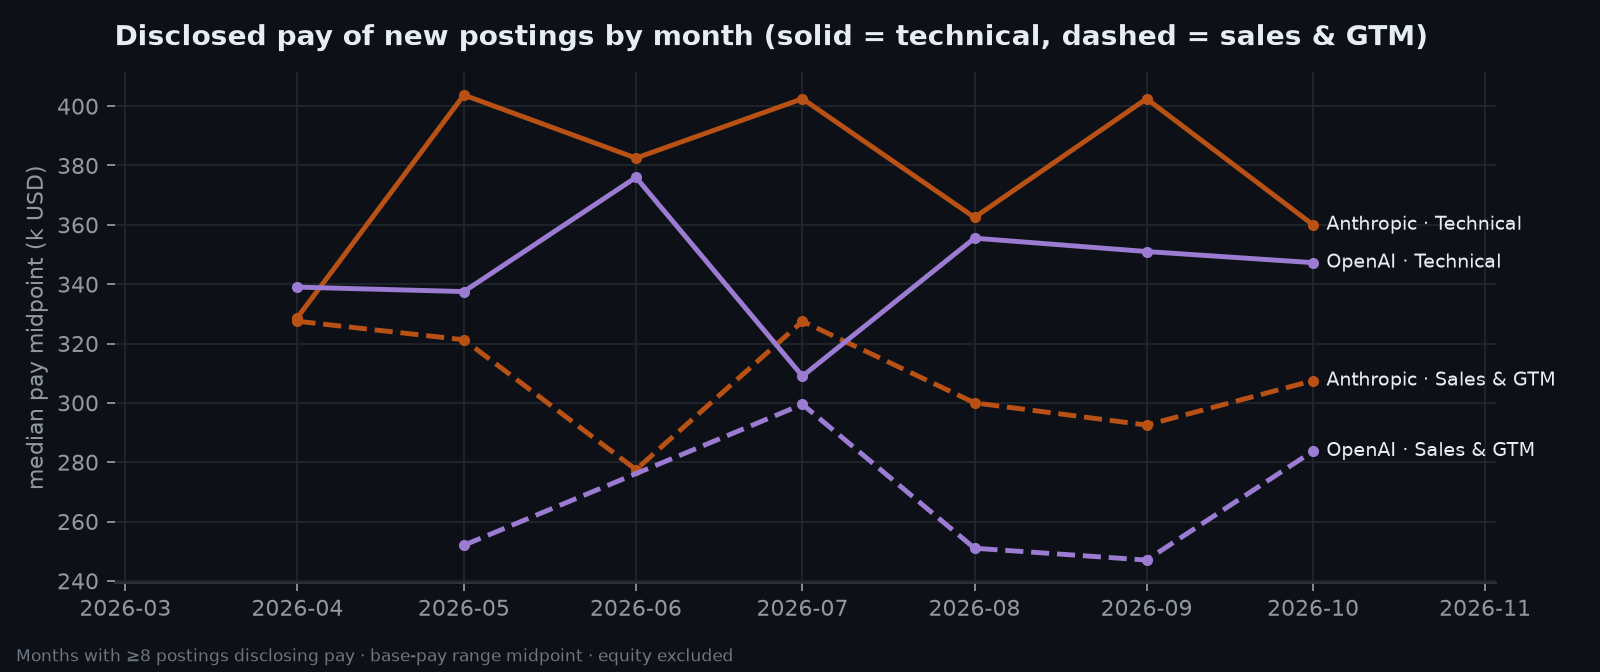 Disclosed pay of new postings by month (solid = technical, dashed = sales & GTM)
median pay midpoint (k USD)
400
380
360
340
320
300
280
260
240
Anthropic · Technical
OpenAI · Technical
Anthropic · Sales & GTM
OpenAI · Sales & GTM
2026-03 2026-04 2026-05 2026-06 2026-07 2026-08 2026-09 2026-10 2026-11
Months with ≥8 postings disclosing pay · base-pay range midpoint · equity excluded